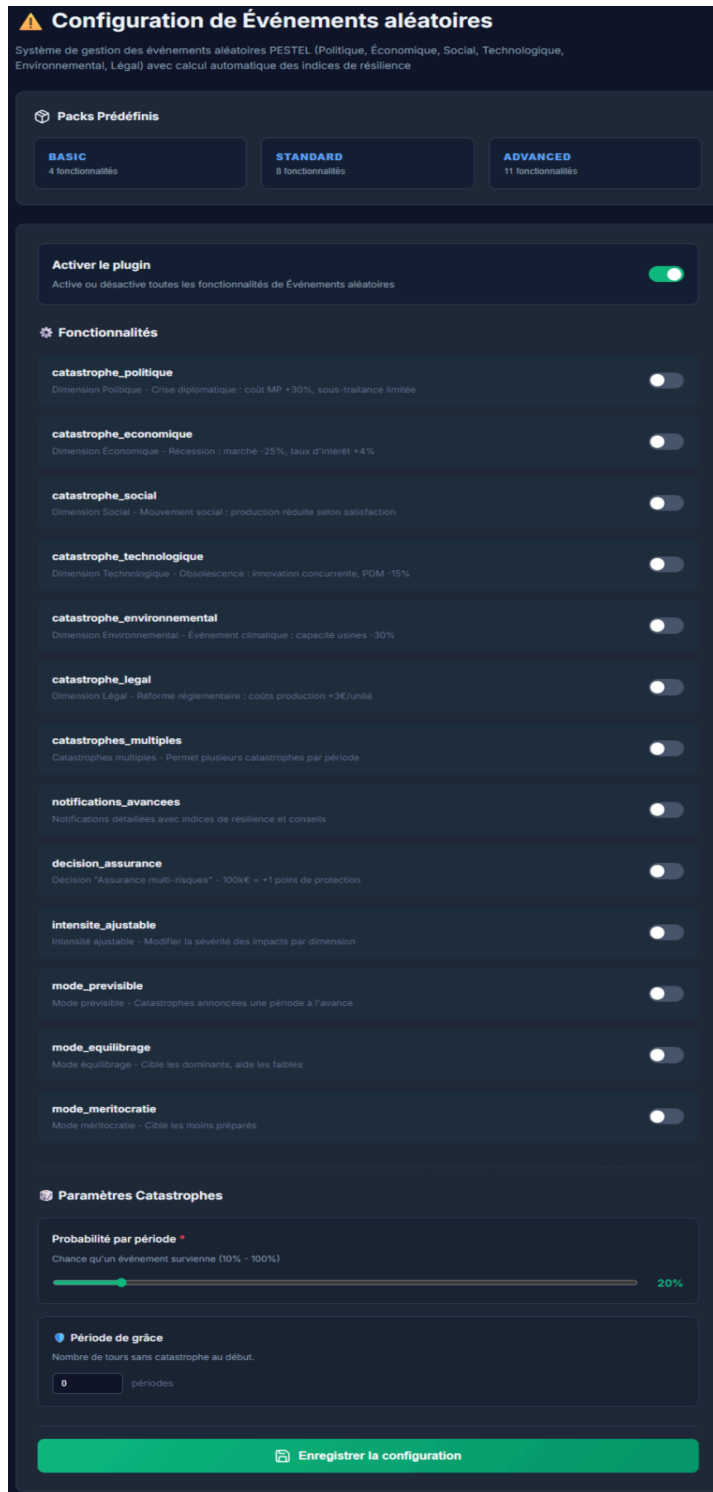 Configuration de Événements aléatoires
Système de gestion des événements aléatoires PESTEL (Politique, Économique, Social, Technologique,
Environnemental, Légal) avec calcul automatique des indices de résilience
Packs Prédéfinis
BASIC
4 fonctionnalités
STANDARD
8 fonctionnalités
ADVANCED
11 fonctionnalités
Activer le plugin
Active ou désactive toutes les fonctionnalités de Événements aléatoires
Fonctionnalités
catastrophe_politique
Dimension Politique - Crise diplomatique : coût MP +30%, sous-traitance limitée
catastrophe_economique
Dimension Économique - Récession : marché -25%, taux d'intérêt +4%
catastrophe_social
Dimension Social - Mouvement social : production réduite selon satisfaction
catastrophe_technologique
Dimension Technologique - Obsolescence : innovation concurrente, PDM -15%
catastrophe_environnemental
Dimension Environnemental - Événement climatique : capacité usines -30%
catastrophe_legal
Dimension Légal - Réforme réglementaire : coûts production +3€/unité
catastrophes_multiples
Catastrophes multiples - Permet plusieurs catastrophes par période
notifications_avancees
Notifications détaillées avec indices de résilience et conseils
decision_assurance
Décision "Assurance multi-risques" - 100k€ = +1 point de protection
intensite_ajustable
Intensité ajustable - Modifier la sévérité des impacts par dimension
mode_previsible
Mode prévisible - Catastrophes annoncées une période à l'avance
mode_equilibrage
Mode équilibrage - Cible les dominants, aide les faibles
mode_meritocratie
Mode méritocratie - Cible les moins préparés
Paramètres Catastrophes
Probabilité par période *
Chance qu'un événement survienne (10% - 100%)
20%
Période de grâce
Nombre de tours sans catastrophe au début.
0 périodes
Enregistrer la configuration